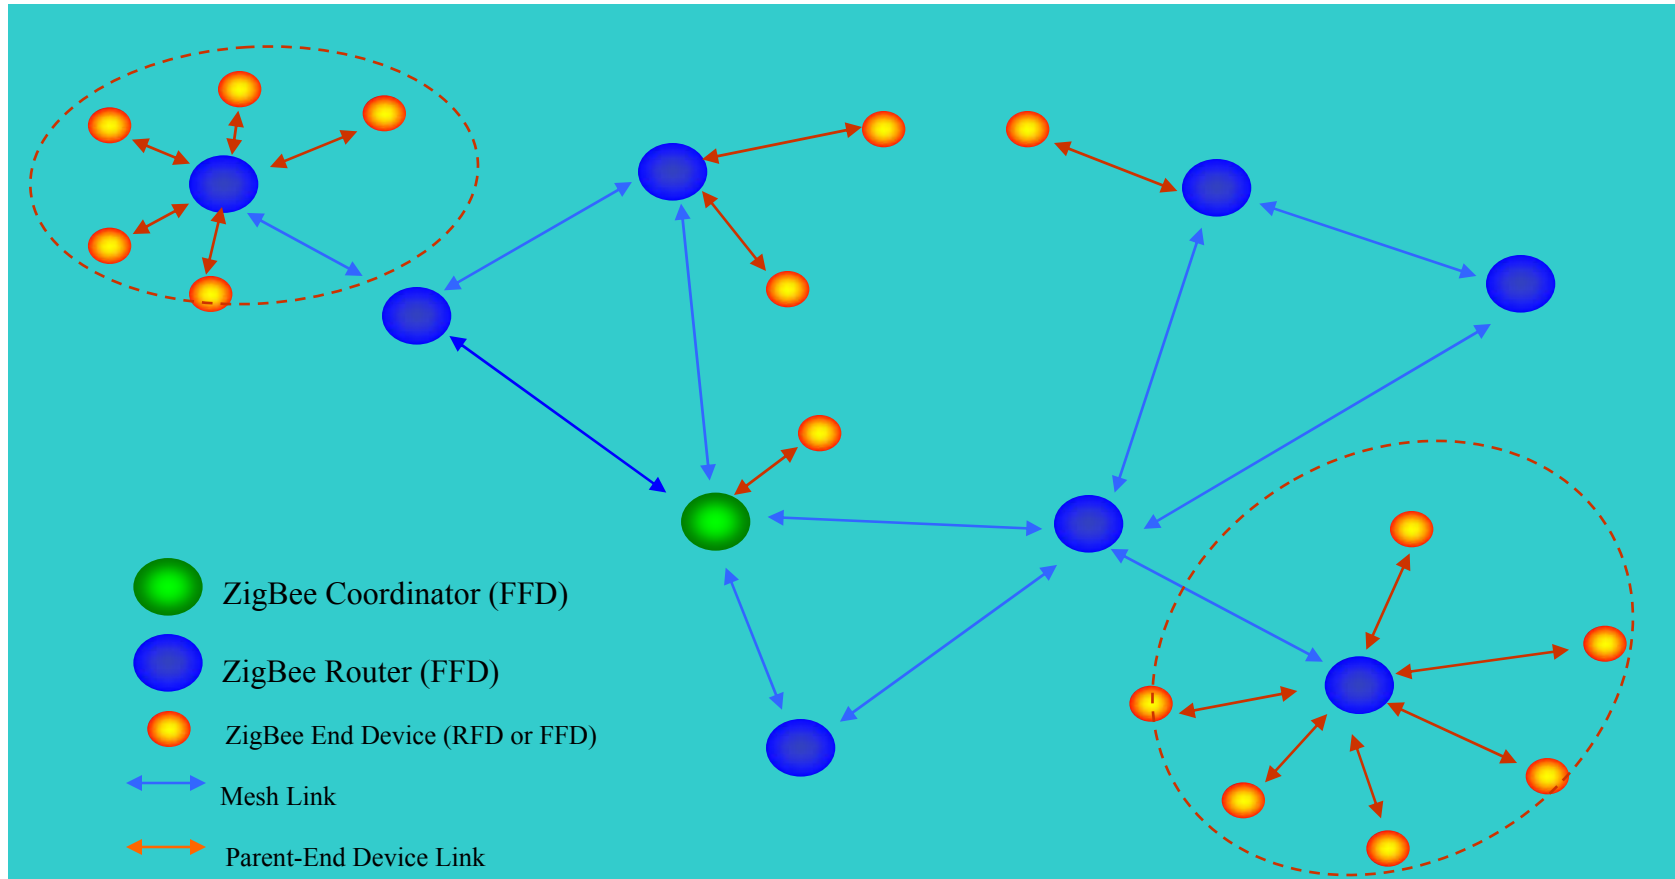 ZigBee Coordinator (FFD)
ZigBee Router (FFD)
ZigBee End Device (RFD or FFD)
Mesh Link
Parent-End Device Link